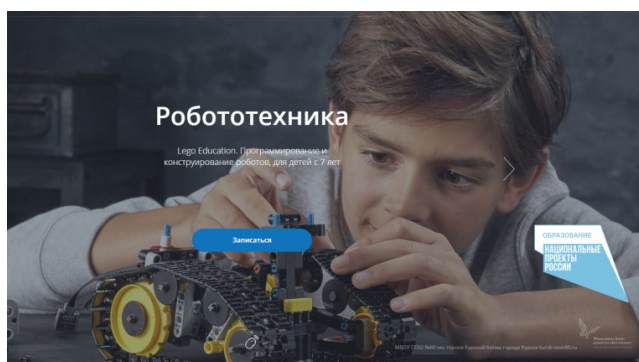 Робототехника
Lego Education. Программирование и
конструирование роботов, для детей с 7 лет
Записаться
ОБРАЗОВАНИЕ
НАЦИОНАЛЬНЫЕ
ПРОЕКТЫ
РОССИИ